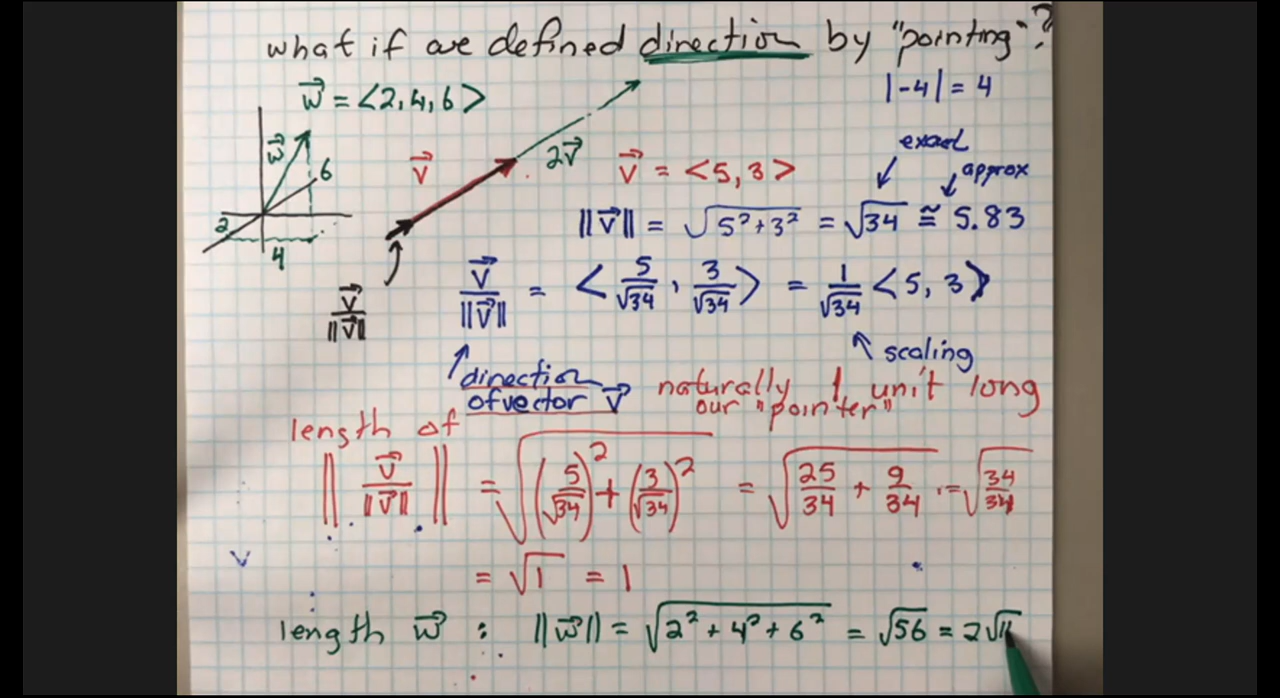 what if we defined direction by "pointing"?
w⃗ = <2, 4, 6>
|-4| = 4
w⃗
6
2
4
v⃗
2v⃗
v⃗ = <5, 3>
exact
approx
||v⃗|| = √(5² + 3²) = √34 ≅ 5.83
v⃗/||v⃗||
v⃗/||v⃗|| = <5/√34, 3/√34> = 1/√34 <5, 3>
scaling
direction of vector v⃗
naturally 1 unit long
our "pointer"
length of
||v⃗/||v⃗|| || = √((5/√34)² + (3/√34)²) = √(25/34 + 9/34) = √(34/34)
= √1 = 1
length w⃗ : ||w⃗|| = √(2² + 4² + 6²) = √56 = 2√1